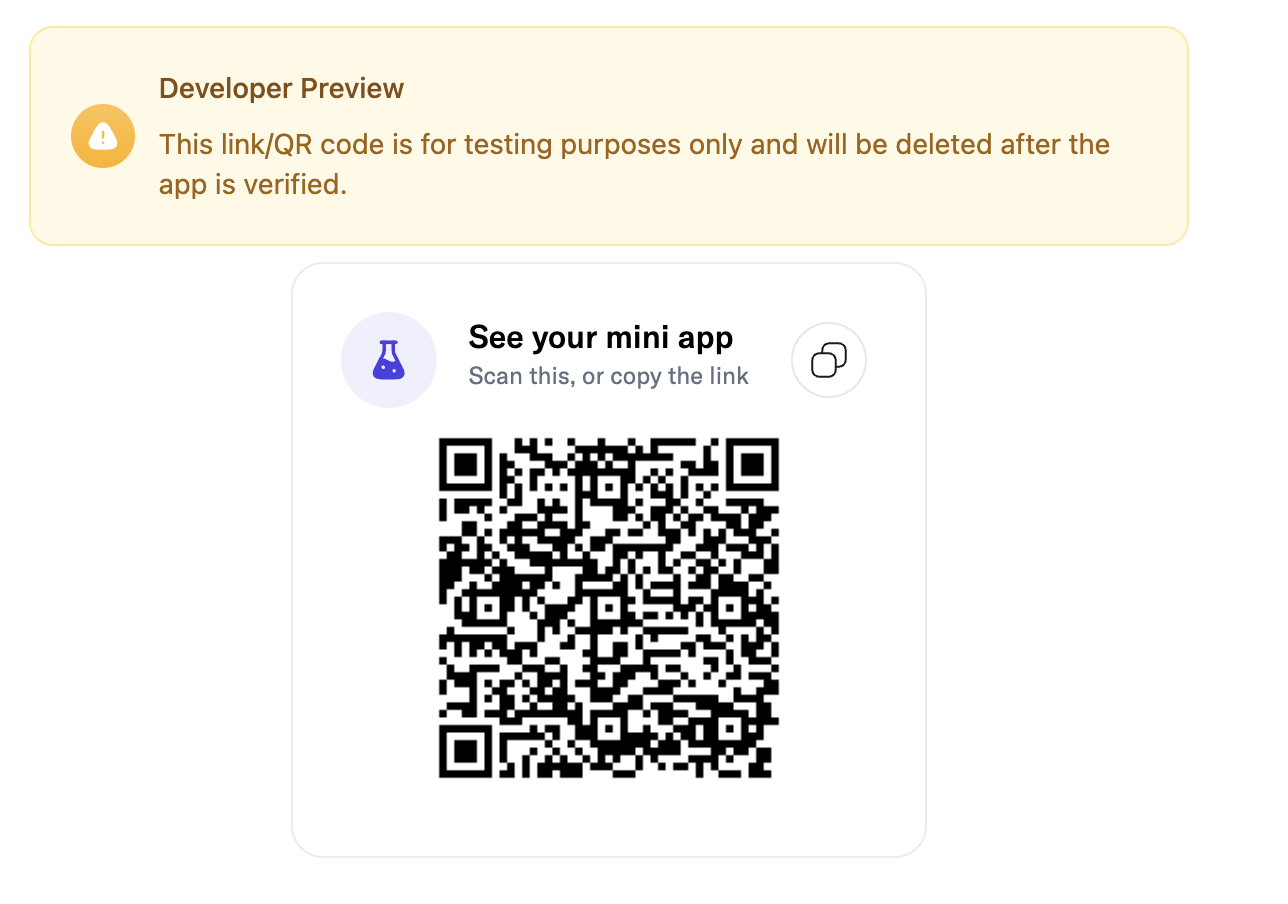 Developer Preview
This link/QR code is for testing purposes only and will be deleted after the
app is verified.
See your mini app
Scan this, or copy the link